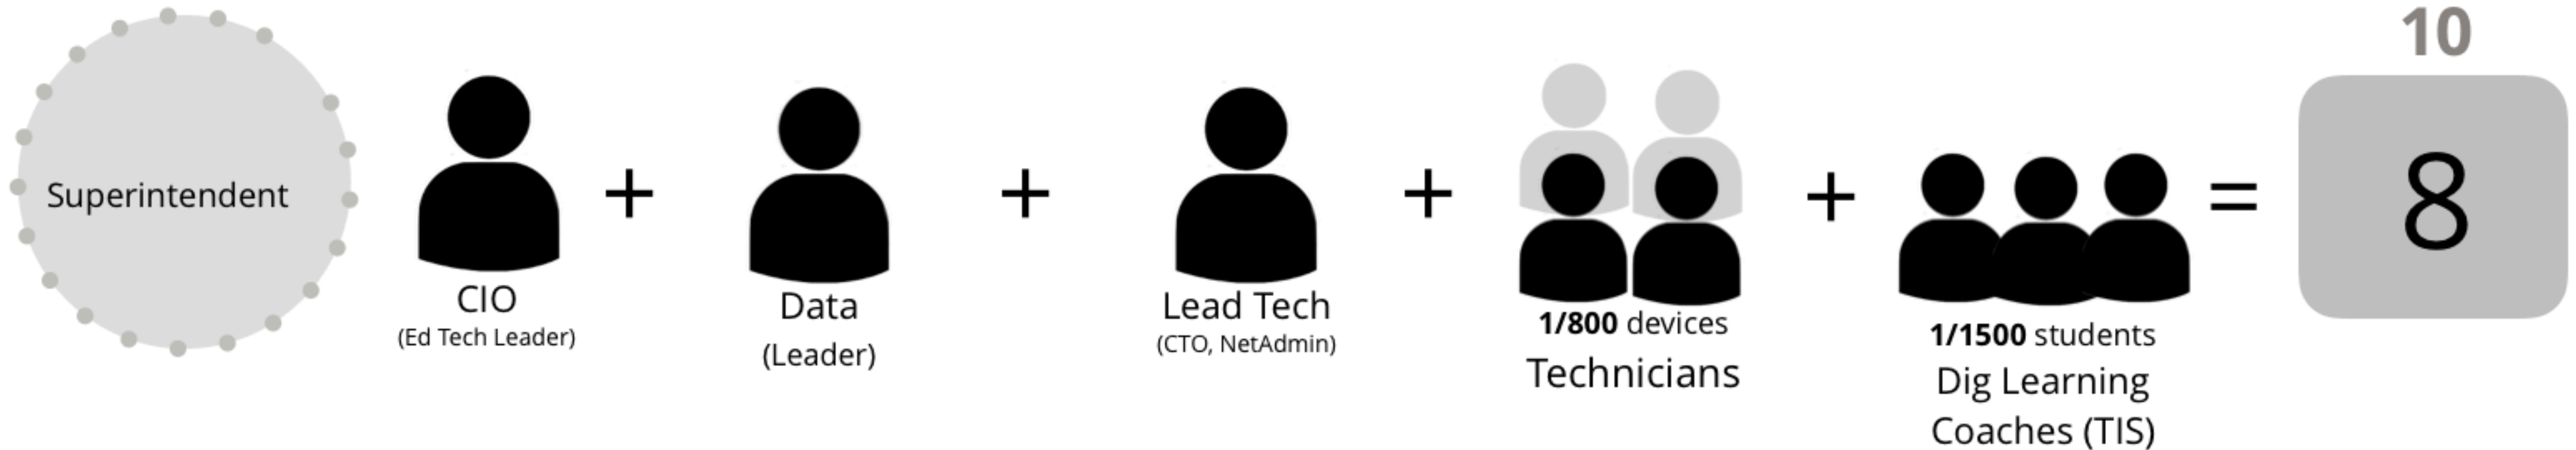 Superintendent
CIO
(Ed Tech Leader)
+
Data
(Leader)
+
Lead Tech
(CTO, NetAdmin)
+
1/800 devices
Technicians
+
1/1500 students
Dig Learning
Coaches (TIS)
=
10
8